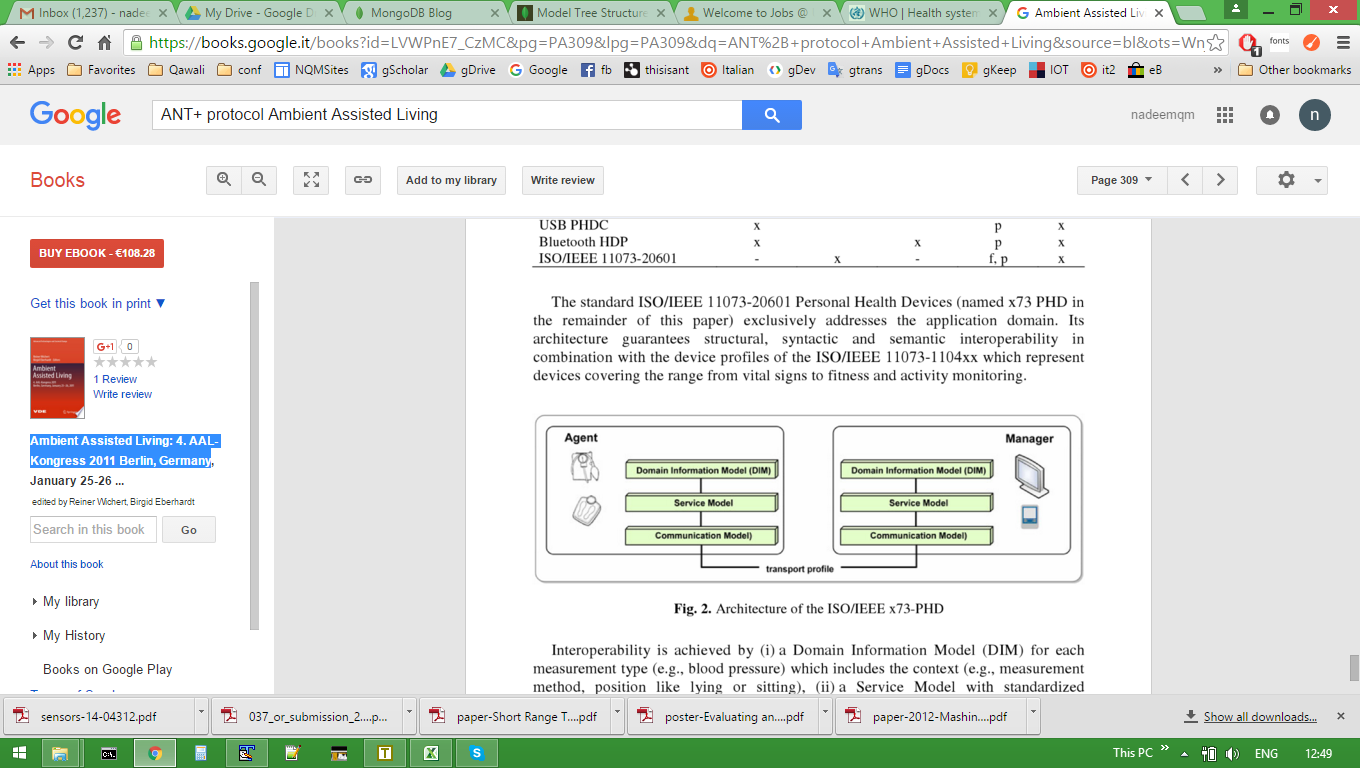 Inbox (1,237) - nade
My Drive - Google D
MongoDB Blog
Model Tree Structure
Welcome to Jobs @
WHO | Health system
Ambient Assisted Liv
https://books.google.it/books?id=LVWPnE7_CzMC&pg=PA309&lpg=PA309&dq=ANT%2B+protocol+Ambient+Assisted+Living&source=bl&ots=Wn
1
fonts
Apps
Favorites
Qawali
conf
NQMSites
gScholar
gDrive
Google
fb
thisisant
Italian
gDev
gtrans
gDocs
gKeep
IOT
it2
eB
»
Other bookmarks
Google
ANT+ protocol Ambient Assisted Living
nadeemqm
n
Books
Add to my library
Write review
Page 309
BUY EBOOK - €108.28
Get this book in print ▼
G+1 0
Ambient
Assisted Living
1 Review
Write review
Ambient Assisted Living: 4. AAL-
Kongress 2011 Berlin, Germany,
January 25-26 ...
edited by Reiner Wichert, Birgid Eberhardt
Search in this book
Go
About this book
My library
My History
Books on Google Play
USB PHDC x p x
Bluetooth HDP x x p x
ISO/IEEE 11073-20601 - x - f, p x
The standard ISO/IEEE 11073-20601 Personal Health Devices (named x73 PHD in
the remainder of this paper) exclusively addresses the application domain. Its
architecture guarantees structural, syntactic and semantic interoperability in
combination with the device profiles of the ISO/IEEE 11073-1104xx which represent
devices covering the range from vital signs to fitness and activity monitoring.
Agent
Domain Information Model (DIM)
Service Model
Communication Model)
Manager
Domain Information Model (DIM)
Service Model
Communication Model)
transport profile
Fig. 2. Architecture of the ISO/IEEE x73-PHD
Interoperability is achieved by (i) a Domain Information Model (DIM) for each
measurement type (e.g., blood pressure) which includes the context (e.g., measurement
method, position like lying or sitting), (ii) a Service Model with standardized
sensors-14-04312.pdf
037_or_submission_2....p...
paper-Short Range T....pdf
poster-Evaluating an....pdf
paper-2012-Mashin....pdf
Show all downloads...
This PC
»
ENG
12:49